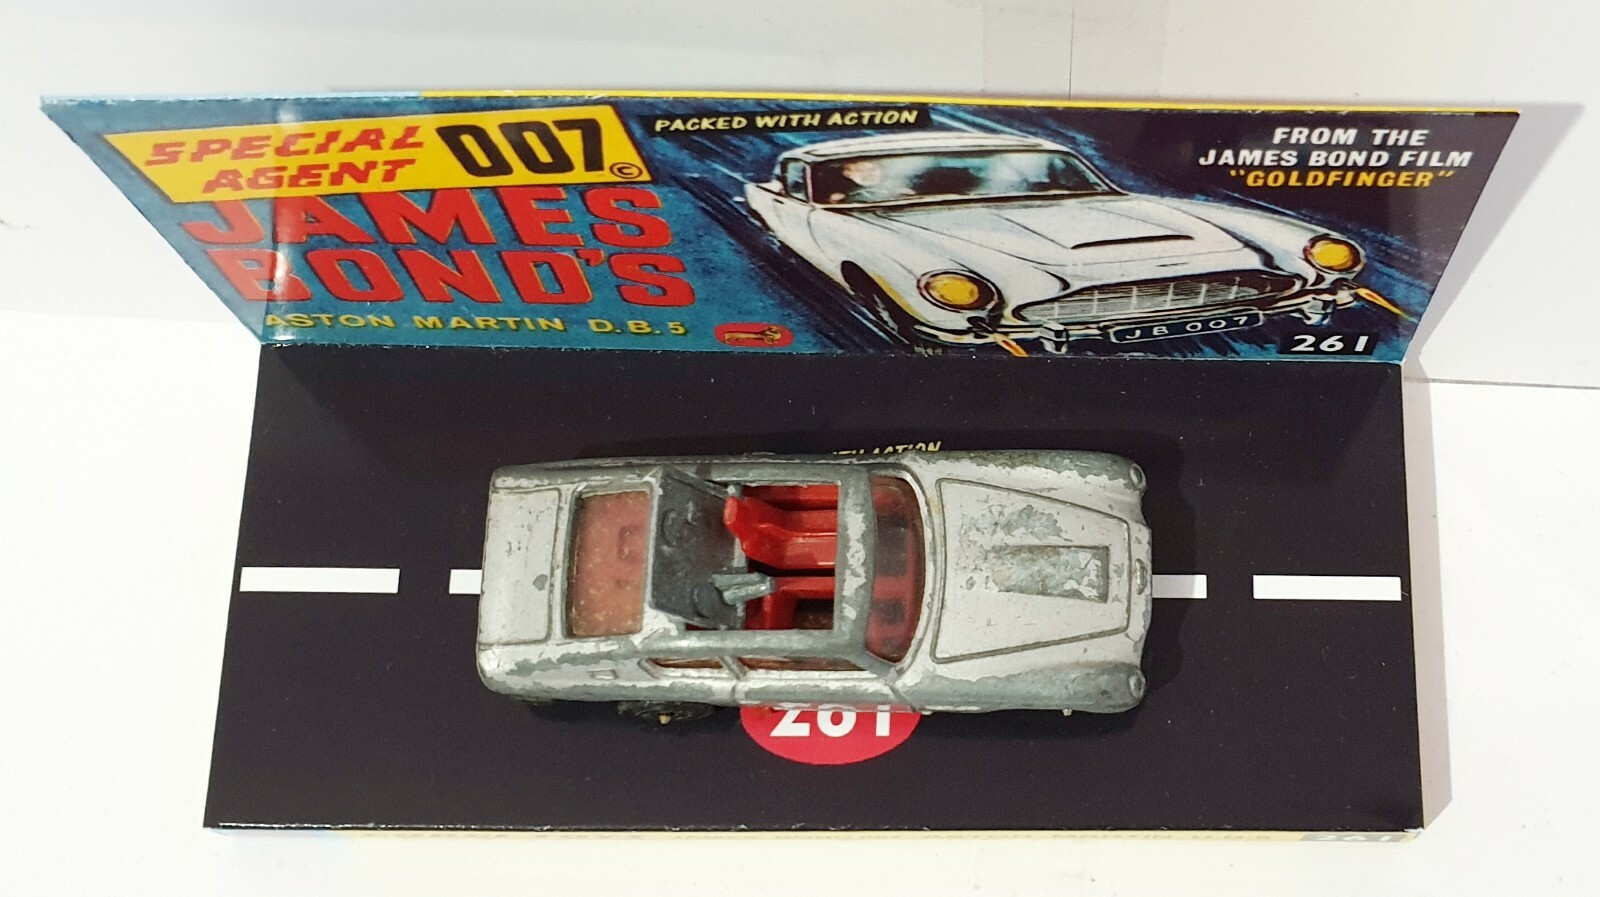 SPECIAL
AGENT 007©
JAMES
BOND'S
ASTON MARTIN D.B.5
PACKED WITH ACTION
FROM THE
JAMES BOND FILM
"GOLDFINGER"
JB 007
261
ACTION
261